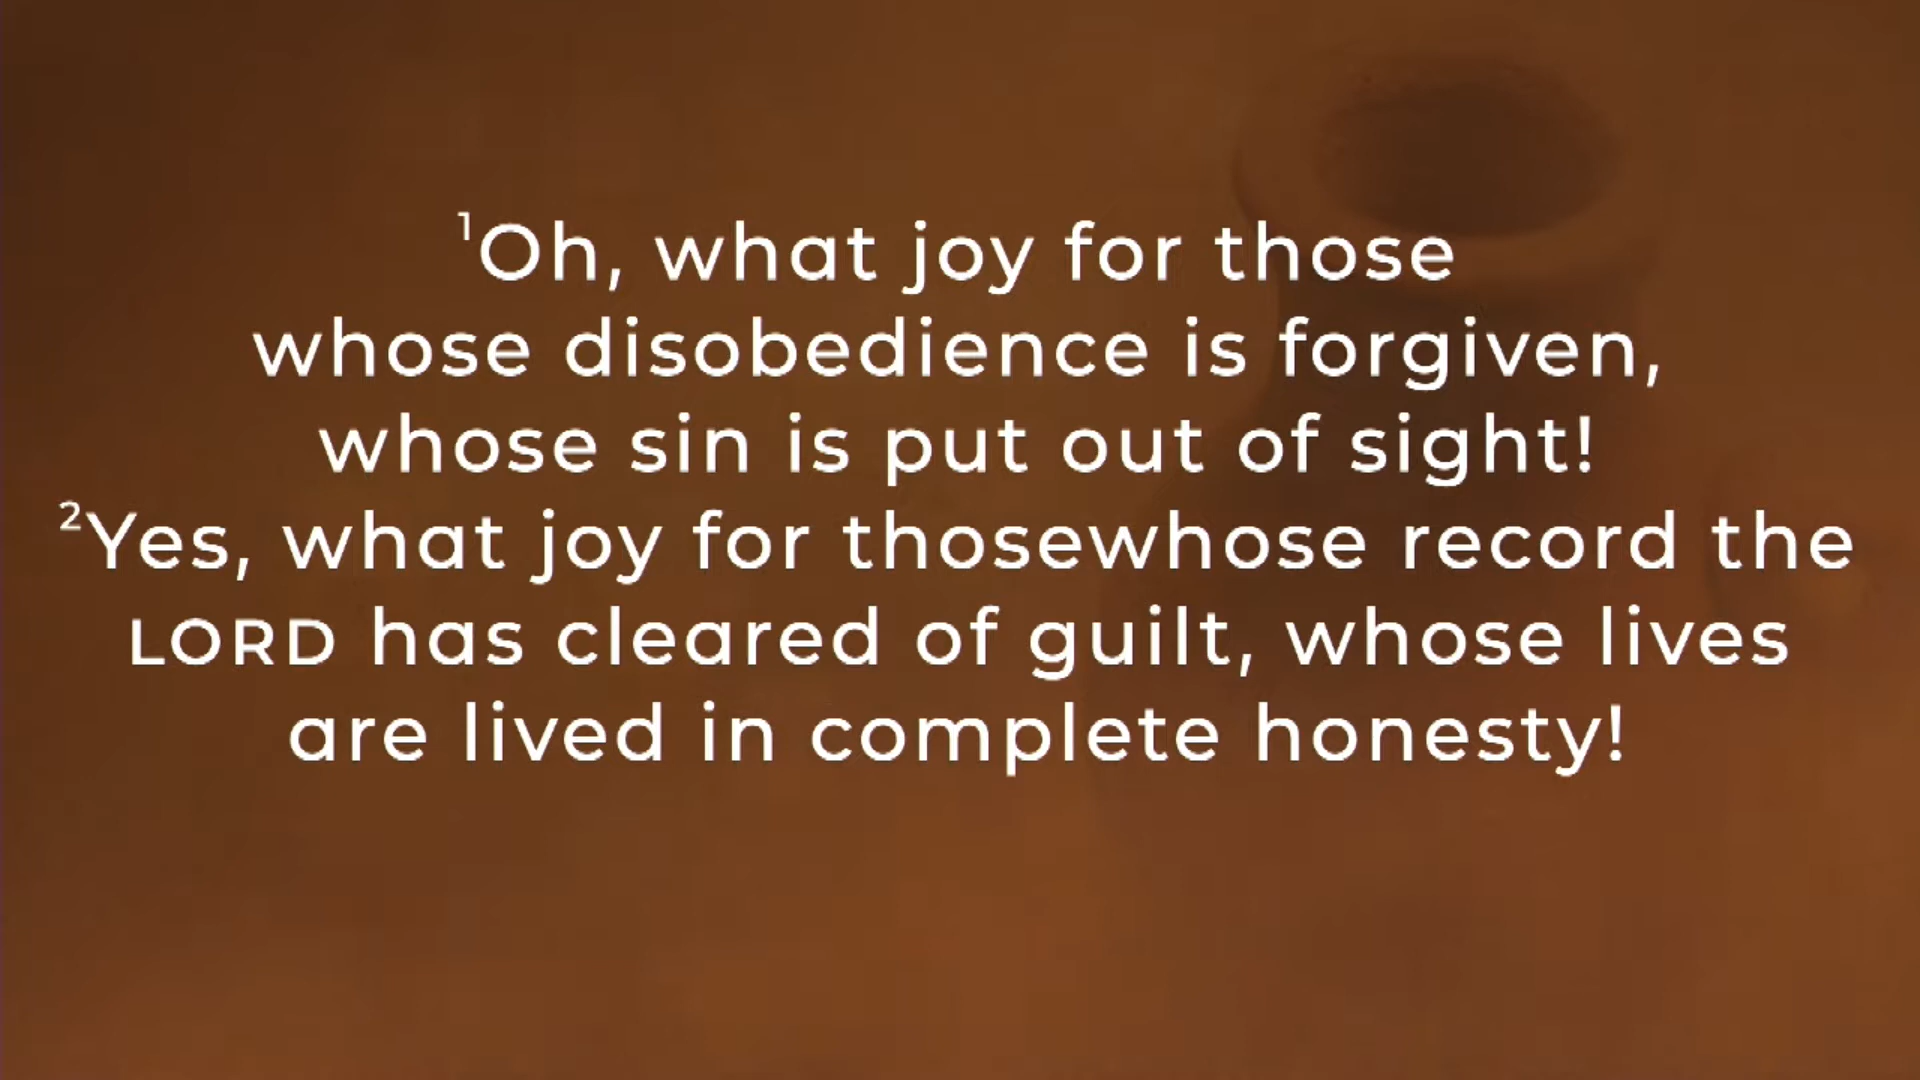 ¹Oh, what joy for those
whose disobedience is forgiven,
whose sin is put out of sight!
²Yes, what joy for thosewhose record the
LORD has cleared of guilt, whose lives
are lived in complete honesty!